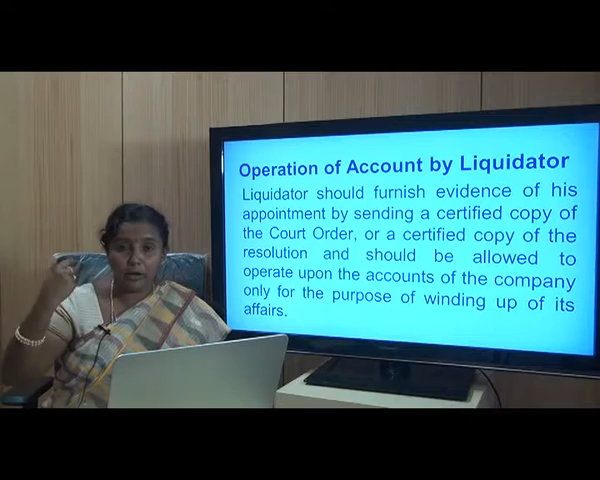 Operation of Account by Liquidator
Liquidator should furnish evidence of his
appointment by sending a certified copy of
the Court Order, or a certified copy of the
resolution and should be allowed to
operate upon the accounts of the company
only for the purpose of winding up of its
affairs.